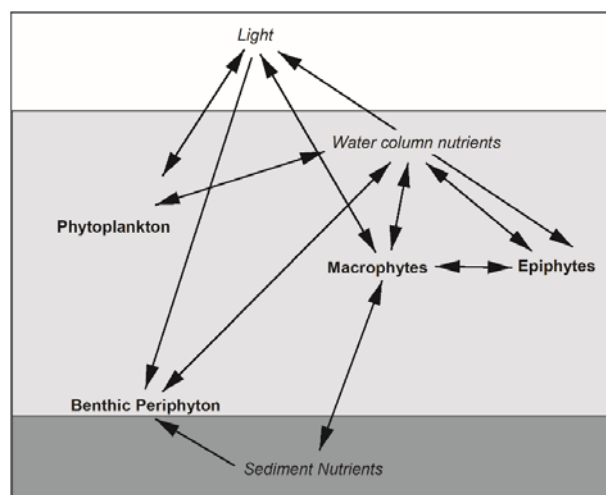 Light
Water column nutrients
Phytoplankton
Macrophytes
Epiphytes
Benthic Periphyton
Sediment Nutrients